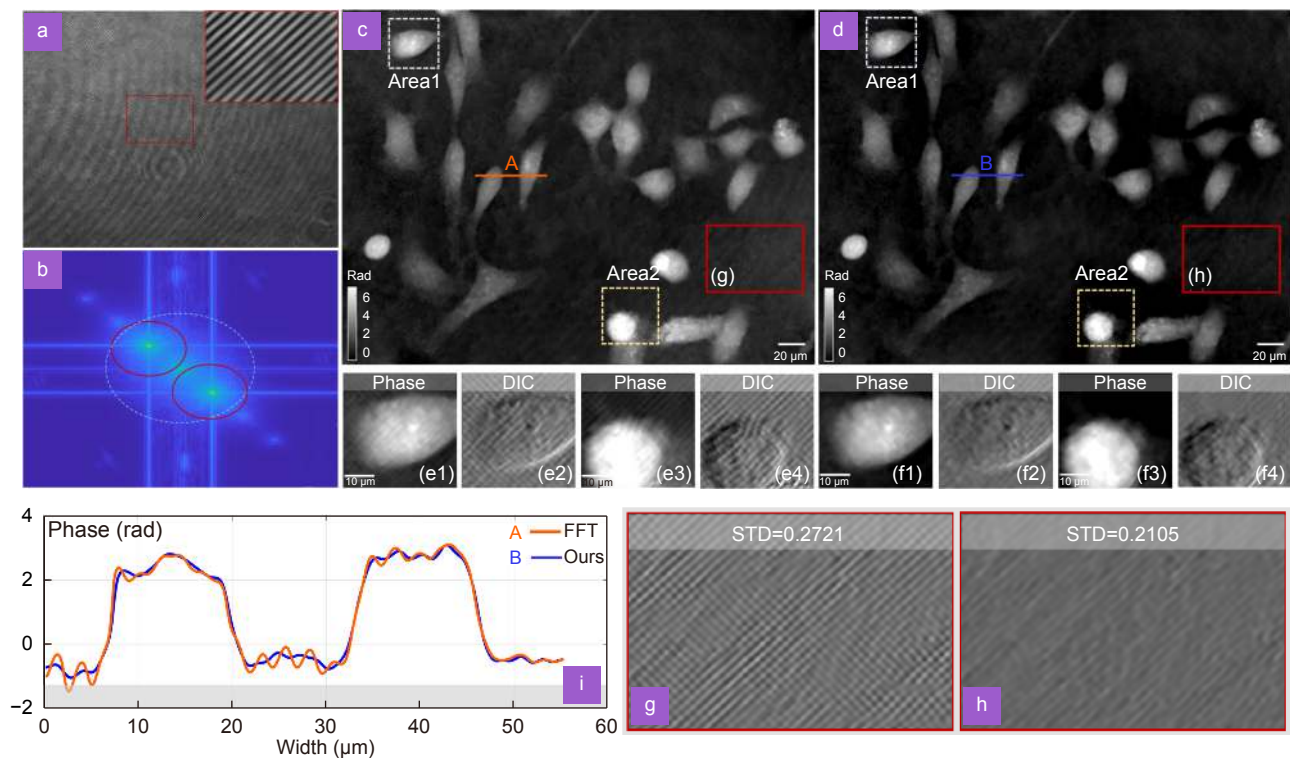 a
b
c
Area1
A
(g)
Area2
Rad
6
4
2
0
20 µm
d
Area1
B
(h)
Area2
Rad
6
4
2
0
20 µm
Phase
10 µm
(e1)
DIC
(e2)
Phase
(e3)
DIC
(e4)
Phase
10 µm
(f1)
DIC
(f2)
Phase
10 µm
(f3)
DIC
(f4)
Phase (rad)
A FFT
B Ours
4
2
0
−2
0 10 20 30 40 50 60
Width (µm)
i
STD=0.2721
g
STD=0.2105
h